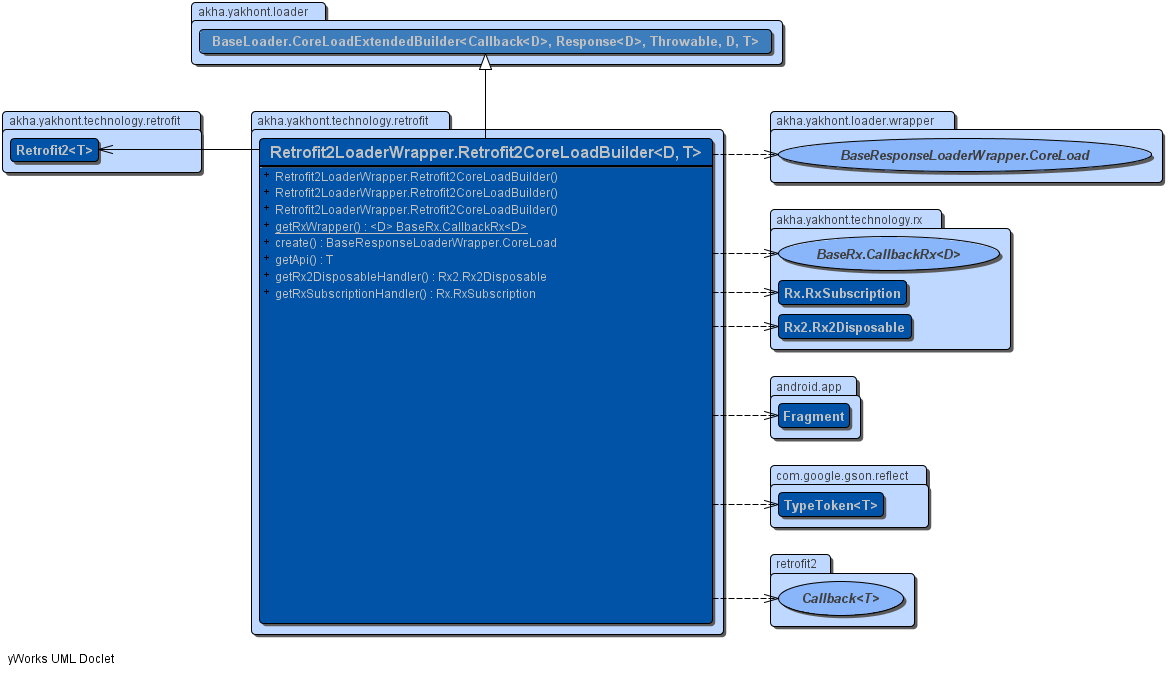 akha.yakhont.loader
BaseLoader.CoreLoadExtendedBuilder<Callback<D>, Response<D>, Throwable, D, T>
akha.yakhont.technology.retrofit
Retrofit2<T>
akha.yakhont.technology.retrofit
Retrofit2LoaderWrapper.Retrofit2CoreLoadBuilder<D, T>
+ Retrofit2LoaderWrapper.Retrofit2CoreLoadBuilder()
+ Retrofit2LoaderWrapper.Retrofit2CoreLoadBuilder()
+ Retrofit2LoaderWrapper.Retrofit2CoreLoadBuilder()
+ getRxWrapper() : <D> BaseRx.CallbackRx<D>
+ create() : BaseResponseLoaderWrapper.CoreLoad
+ getApi() : T
+ getRx2DisposableHandler() : Rx2.Rx2Disposable
+ getRxSubscriptionHandler() : Rx.RxSubscription
akha.yakhont.loader.wrapper
BaseResponseLoaderWrapper.CoreLoad
akha.yakhont.technology.rx
BaseRx.CallbackRx<D>
Rx.RxSubscription
Rx2.Rx2Disposable
android.app
Fragment
com.google.gson.reflect
TypeToken<T>
retrofit2
Callback<T>
yWorks UML Doclet